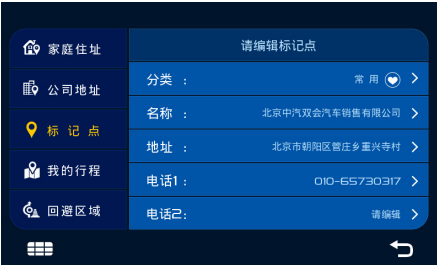 家庭住址
公司地址
标记点
我的行程
回避区域
请编辑标记点
分类 : 常用
名称 : 北京中汽双会汽车销售有限公司
地址 : 北京市朝阳区管庄乡重兴寺村
电话1 : 010-65730317
电话2: 请编辑